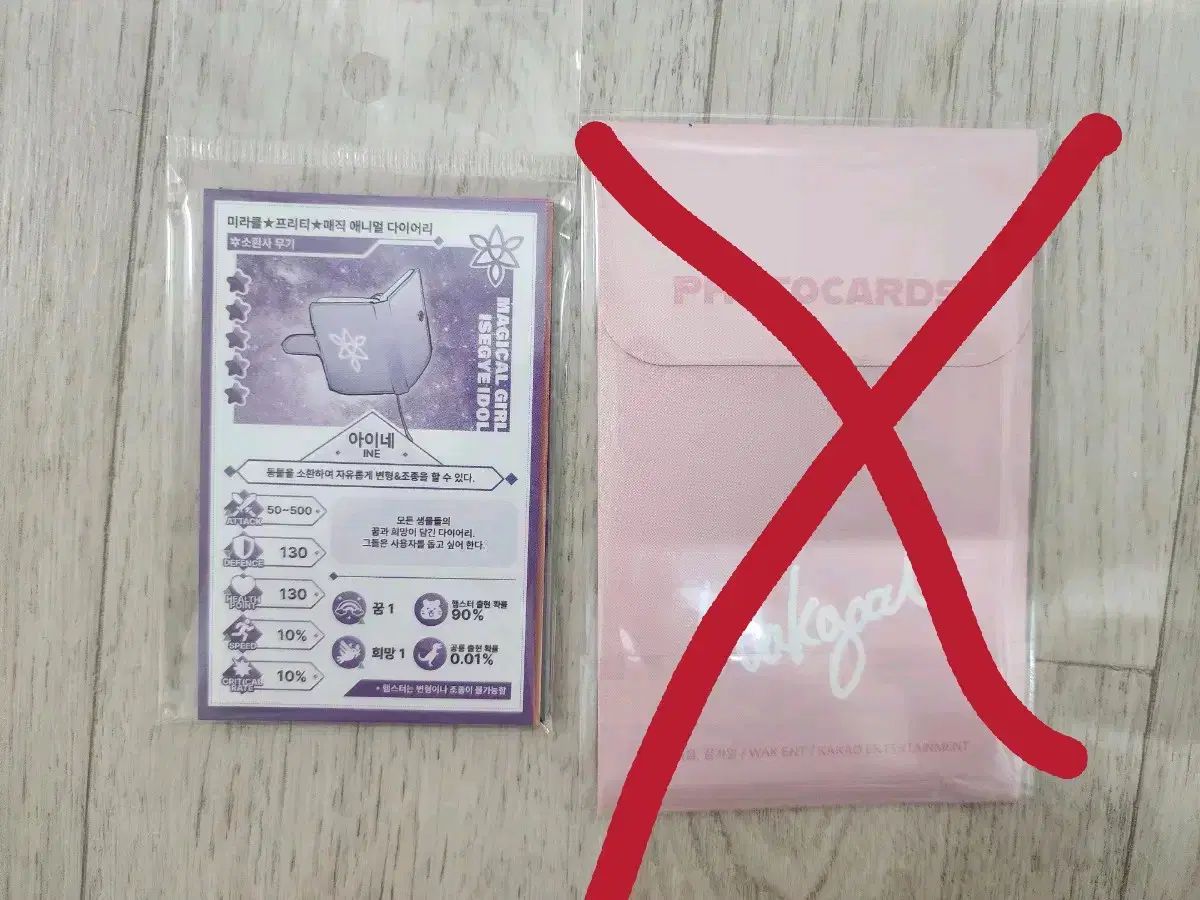 미라클★프리티★매직 애니멀 다이어리
소환사 무기
MAGICAL GIRL
ISEGYE IDOL
아이네
INE
동물을 소환하여 자유롭게 변형&조종을 할 수 있다.
ATTACK 50~500
모든 생물들의
꿈과 희망이 담긴 다이어리.
그들은 사용자를 돕고 싶어 한다.
DEFENCE 130
HEALTH POINT 130
SPEED 10%
CRITICAL RATE 10%
꿈 1
햄스터 출현 확률
90%
희망 1
공룡 출현 확률
0.01%
* 햄스터는 변형이나 조종이 불가능함
PHOTOCARDS
wakgood
/ WAK ENT / KAKAO ENTERTAINMENT